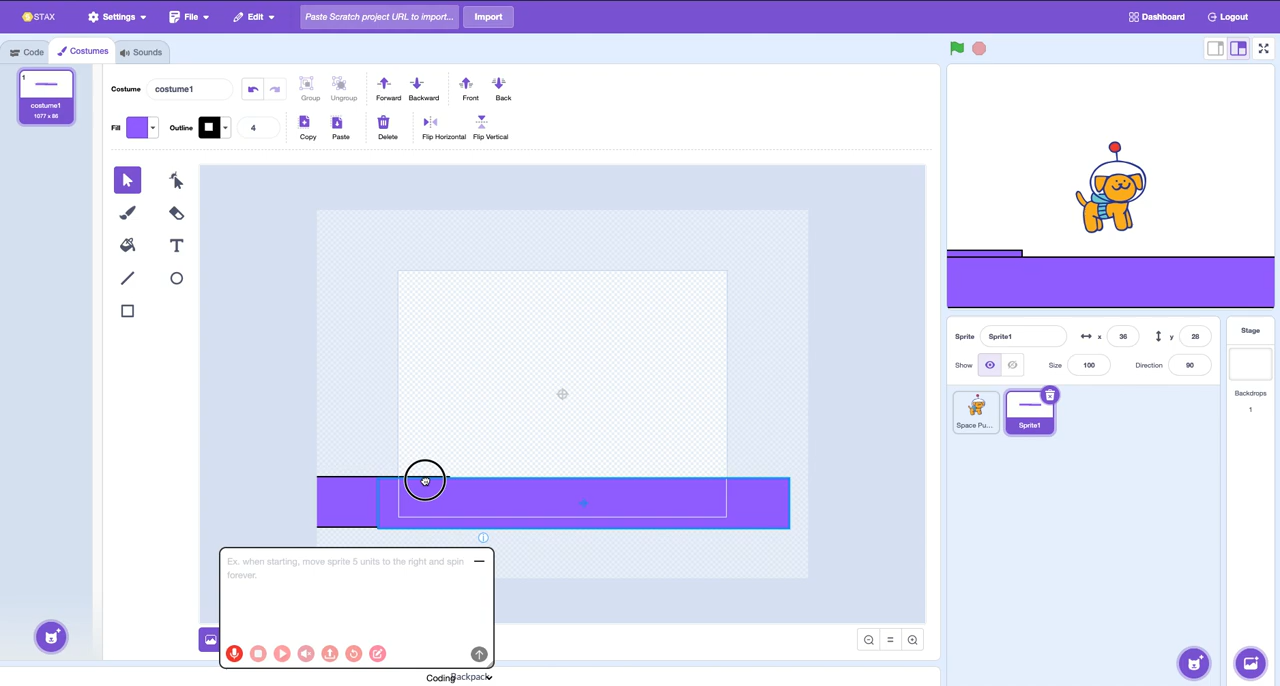 STAX Settings File Edit Paste Scratch project URL to import... Import Dashboard Logout
Code Costumes Sounds
1
costume1
1077 x 86
Costume costume1 Group Ungroup Forward Backward Front Back
Fill Outline 4 Copy Paste Delete Flip Horizontal Flip Vertical
T
Ex. when starting, move sprite 5 units to the right and spin
forever.
Coding
Backpack
Sprite Sprite1 x 36 y 28
Show Size 100 Direction 90
Space Pu... Sprite1
Stage
Backdrops
1